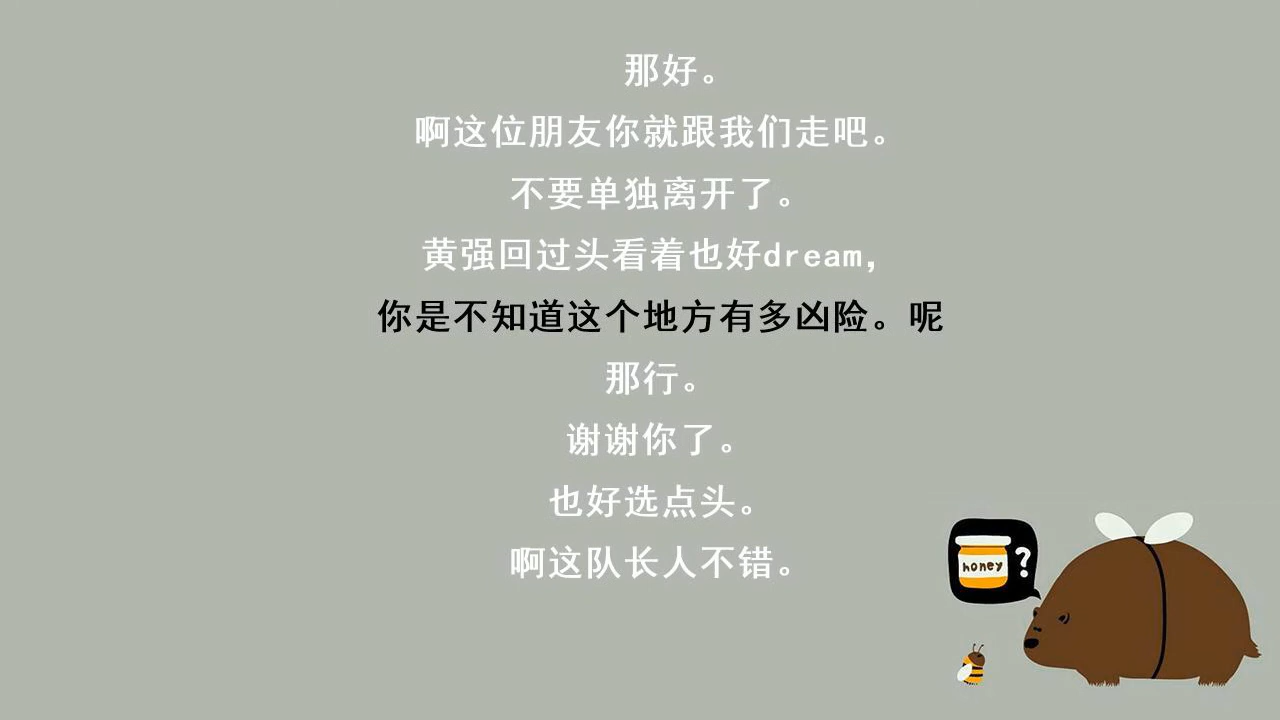 那好。
啊这位朋友你就跟我们走吧。
不要单独离开了。
黄强回过头看着也好dream,
你是不知道这个地方有多凶险。呢
那行。
谢谢你了。
也好选点头。
啊这队长人不错。
honey
?